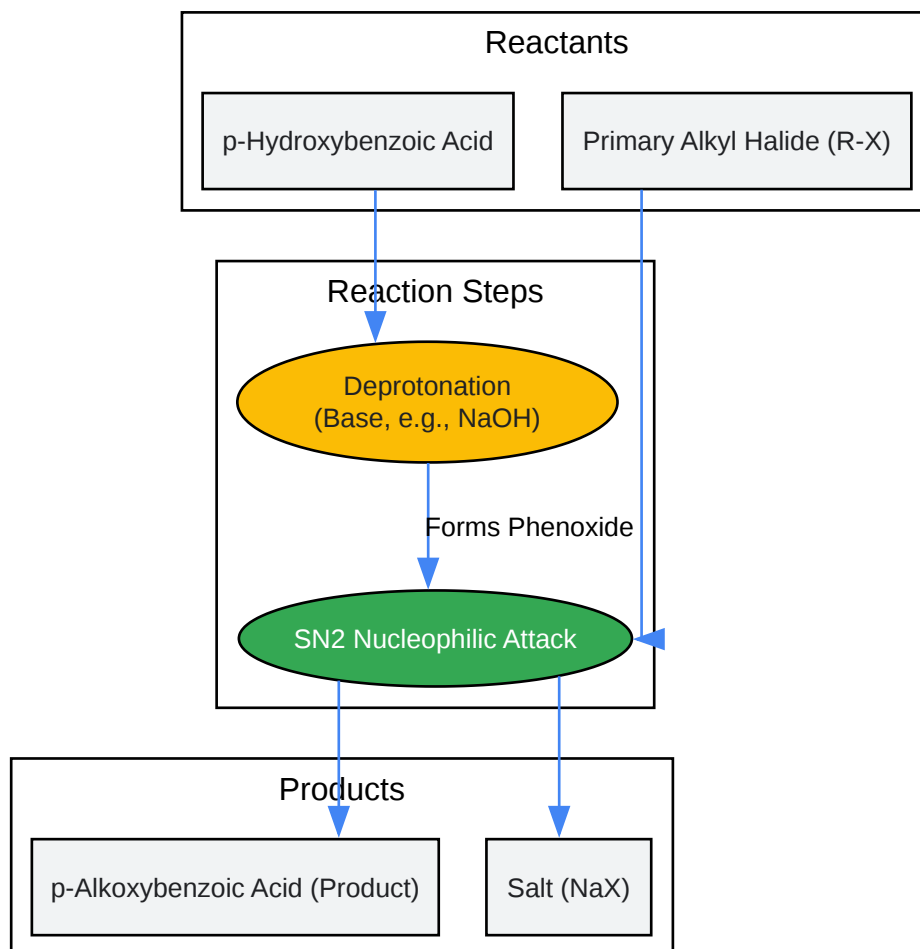 Reactants
p-Hydroxybenzoic Acid
Primary Alkyl Halide (R-X)
Reaction Steps
Deprotonation
(Base, e.g., NaOH)
Forms Phenoxide
SN2 Nucleophilic Attack
Products
p-Alkoxybenzoic Acid (Product)
Salt (NaX)